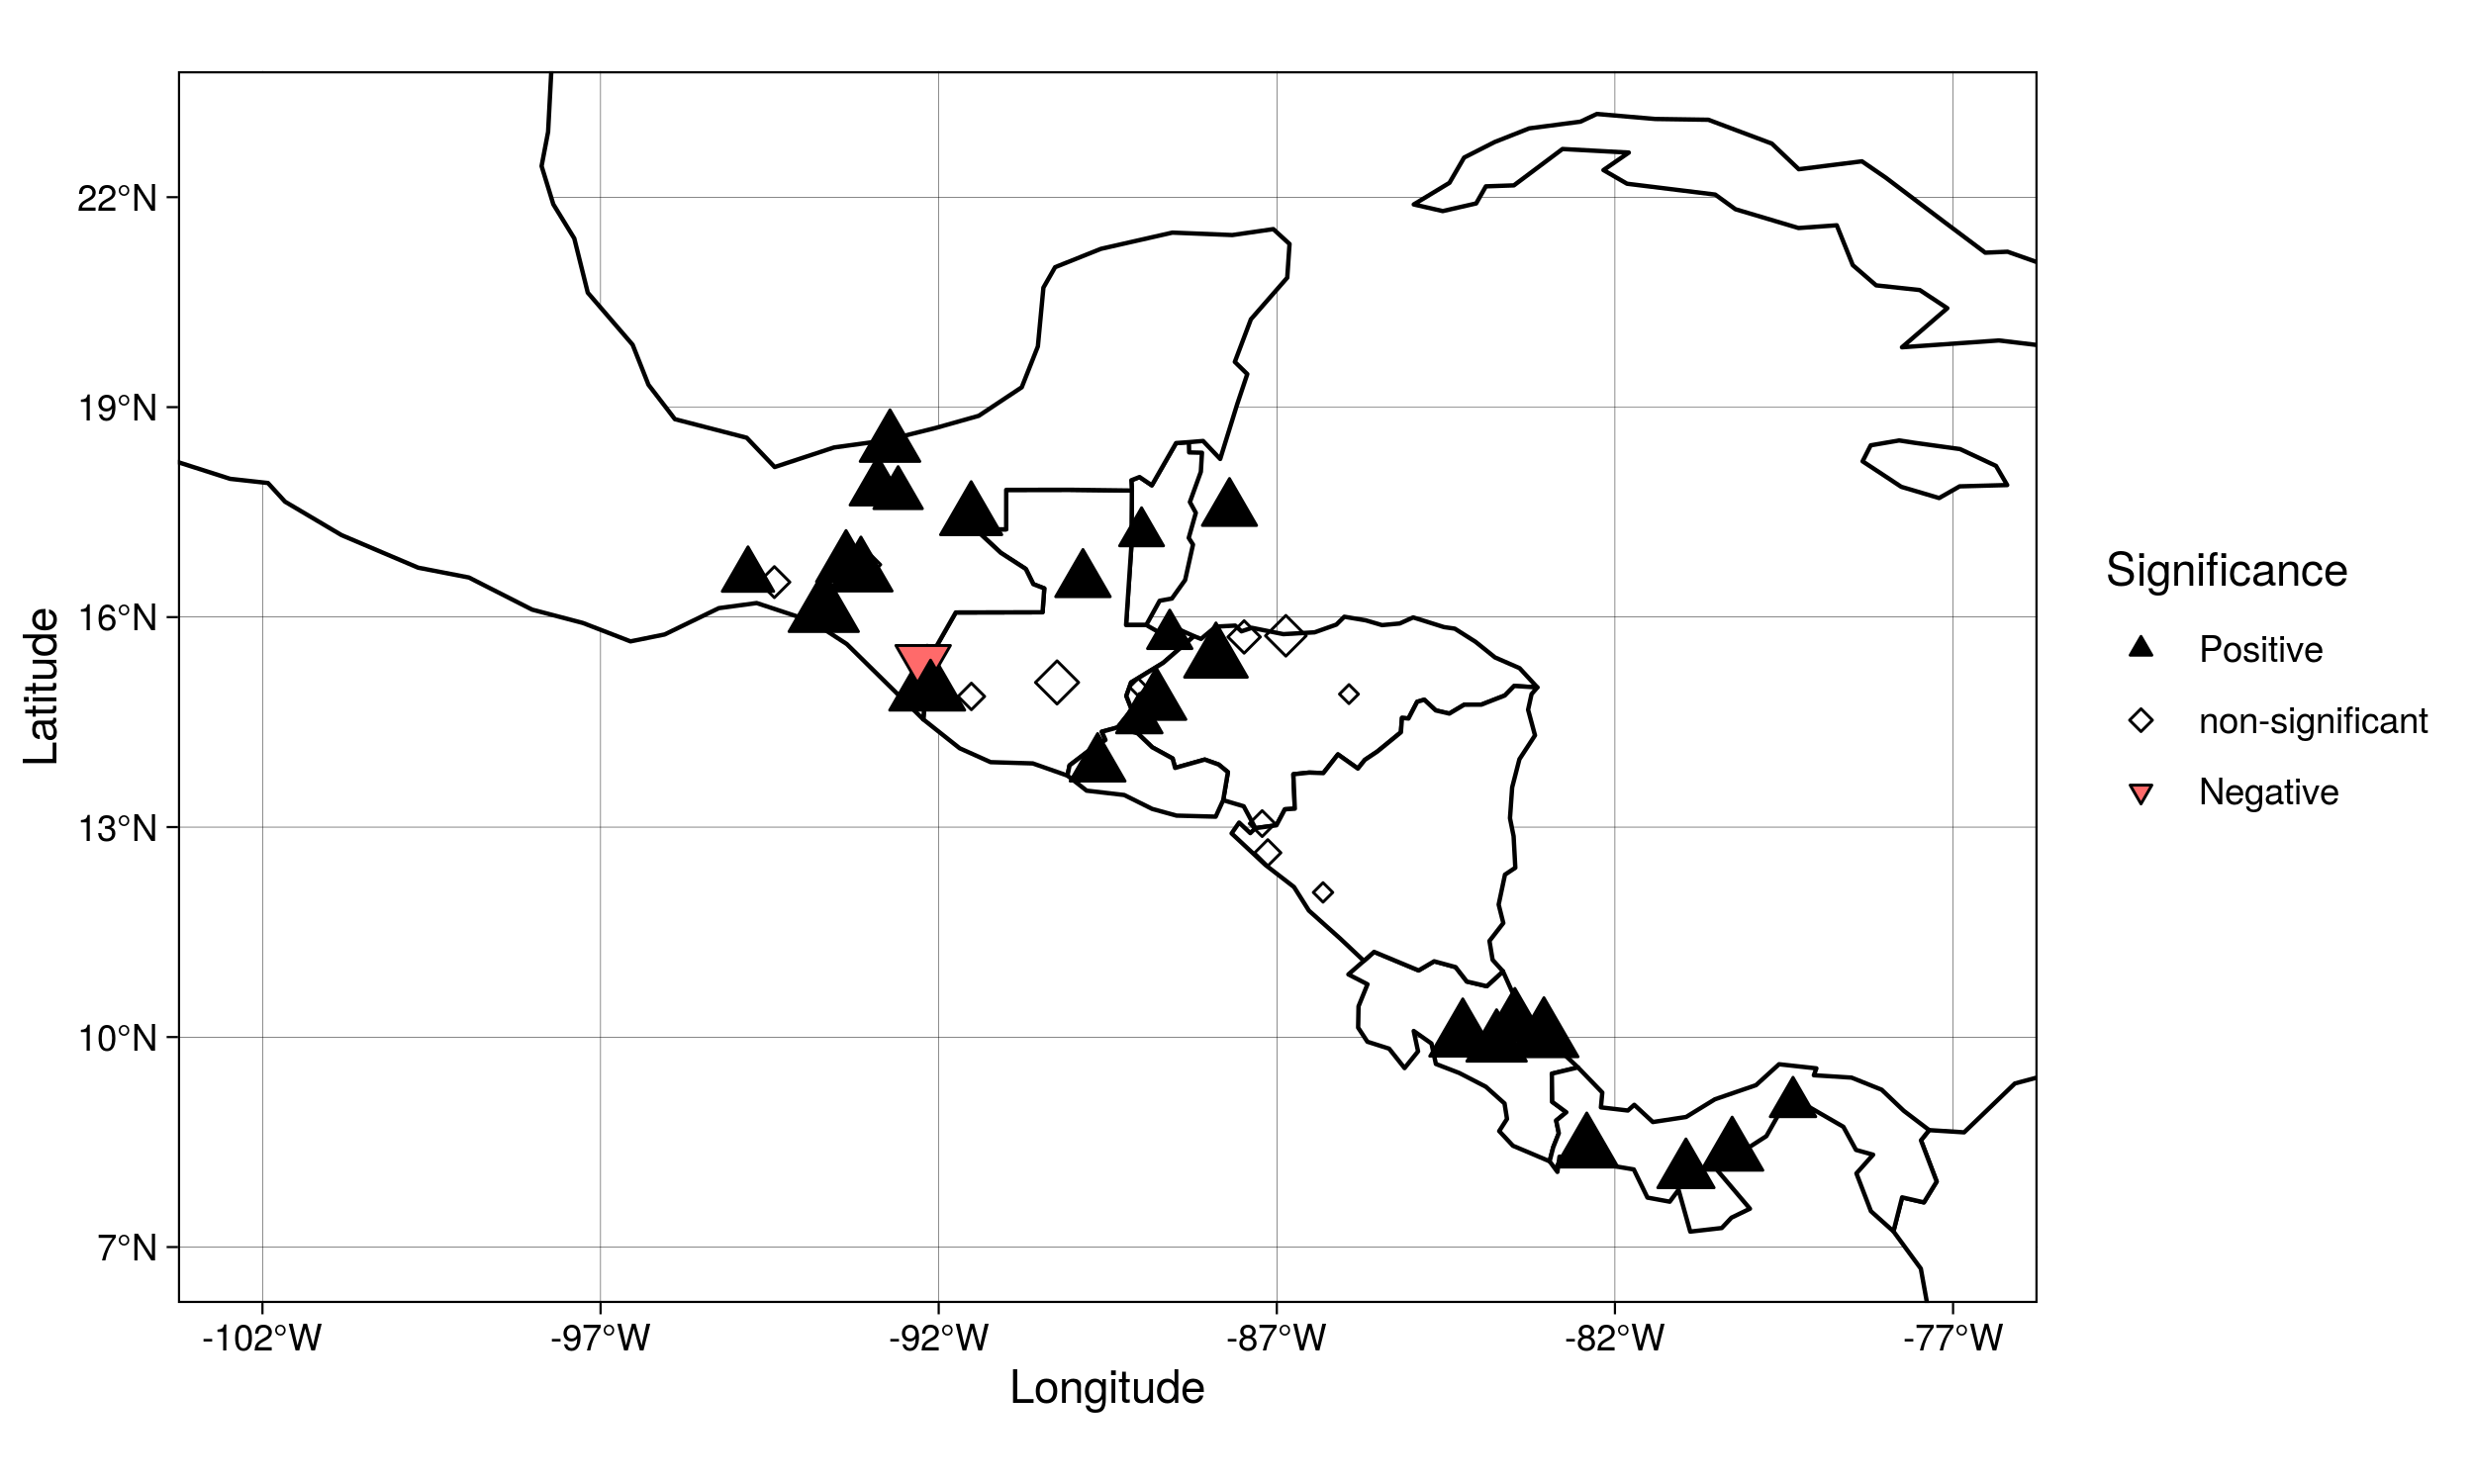 22°N
19°N
16°N
13°N
10°N
7°N
Latitude
-102°W
-97°W
-92°W
-87°W
-82°W
-77°W
Longitude
Significance
Positive
non-significant
Negative